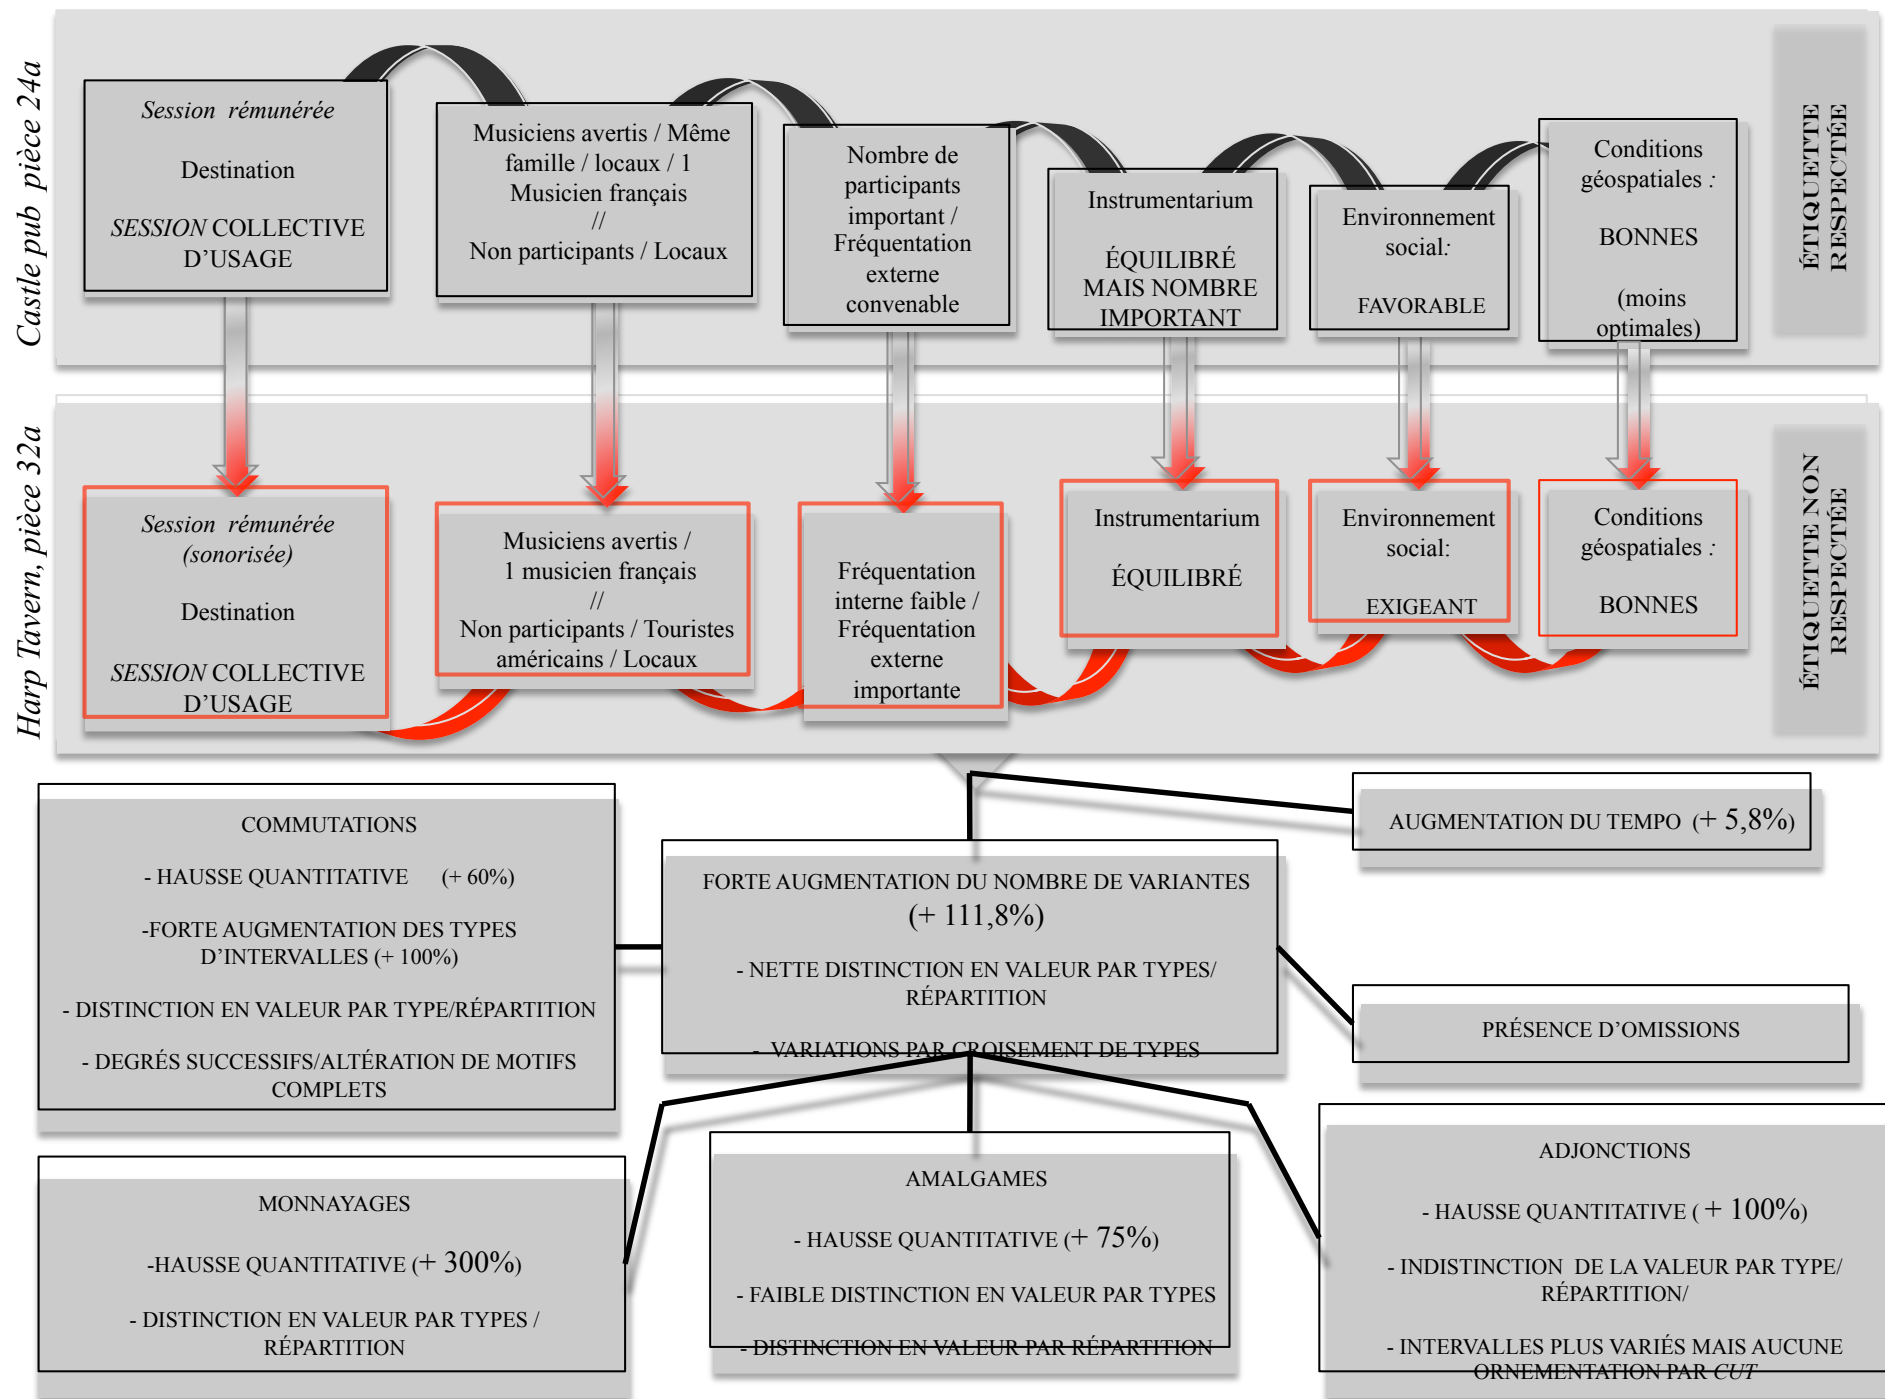 Castle pub pièce 24a
Session rémunérée
Destination
SESSION COLLECTIVE
D’USAGE
Musiciens avertis / Même
famille / locaux / 1
Musicien français
//
Non participants / Locaux
Nombre de
participants
important /
Fréquentation
externe
convenable
Instrumentarium
ÉQUILIBRÉ
MAIS NOMBRE
IMPORTANT
Environnement
social:
FAVORABLE
Conditions
géospatiales :
BONNES
(moins
optimales)
ÉTIQUETTE
RESPECTÉE
Harp Tavern, pièce 32a
Session rémunérée
(sonorisée)
Destination
SESSION COLLECTIVE
D’USAGE
Musiciens avertis /
1 musicien français
//
Non participants / Touristes
américains / Locaux
Fréquentation
interne faible /
Fréquentation
externe
importante
Instrumentarium
ÉQUILIBRÉ
Environnement
social:
EXIGEANT
Conditions
géospatiales :
BONNES
ÉTIQUETTE NON
RESPECTÉE
COMMUTATIONS
- HAUSSE QUANTITATIVE (+ 60%)
-FORTE AUGMENTATION DES TYPES
D’INTERVALLES (+ 100%)
- DISTINCTION EN VALEUR PAR TYPE/RÉPARTITION
- DEGRÉS SUCCESSIFS/ALTÉRATION DE MOTIFS
COMPLETS
FORTE AUGMENTATION DU NOMBRE DE VARIANTES
(+ 111,8%)
- NETTE DISTINCTION EN VALEUR PAR TYPES/
RÉPARTITION
- VARIATIONS PAR CROISEMENT DE TYPES
AUGMENTATION DU TEMPO (+ 5,8%)
PRÉSENCE D’OMISSIONS
MONNAYAGES
-HAUSSE QUANTITATIVE (+ 300%)
- DISTINCTION EN VALEUR PAR TYPES /
RÉPARTITION
AMALGAMES
- HAUSSE QUANTITATIVE (+ 75%)
- FAIBLE DISTINCTION EN VALEUR PAR TYPES
- DISTINCTION EN VALEUR PAR RÉPARTITION
ADJONCTIONS
- HAUSSE QUANTITATIVE ( + 100%)
- INDISTINCTION DE LA VALEUR PAR TYPE/
RÉPARTITION/
- INTERVALLES PLUS VARIÉS MAIS AUCUNE
ORNEMENTATION PAR CUT